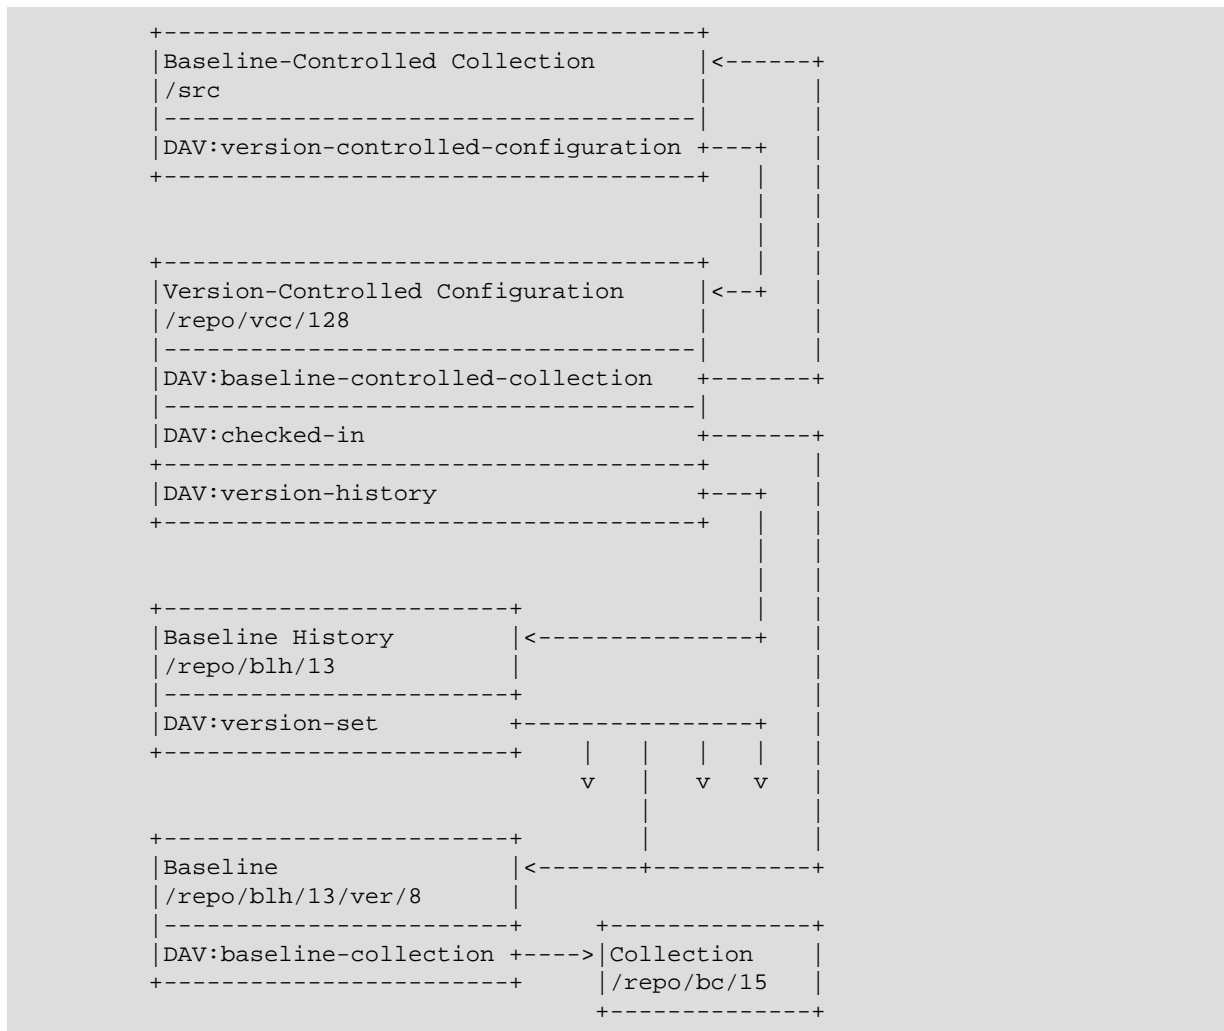 +-------------------------------------+
|Baseline-Controlled Collection       |<------+
|/src                                 |       |
|-------------------------------------|       |
|DAV:version-controlled-configuration +---+   |
+-------------------------------------+   |   |
                                          |   |
                                          |   |
+-------------------------------------+   |   |
|Version-Controlled Configuration     |<--+   |
|/repo/vcc/128                        |       |
|-------------------------------------|       |
|DAV:baseline-controlled-collection   +-------+
|-------------------------------------|
|DAV:checked-in                       +-------+
+-------------------------------------+       |
|DAV:version-history                  +---+   |
+-------------------------------------+   |   |
                                          |   |
                                          |   |
+------------------------+                |   |
|Baseline History        |<---------------+   |
|/repo/blh/13            |                    |
|------------------------+                    |
|DAV:version-set         +----------------+   |
+------------------------+    |   |   |   |   |
                              v   |   v   v   |
                                  |           |
+------------------------+        |           |
|Baseline                |<-------+-----------+
|/repo/blh/13/ver/8      |
|------------------------+     +--------------+
|DAV:baseline-collection +---->|Collection    |
+------------------------+     |/repo/bc/15   |
                               +--------------+